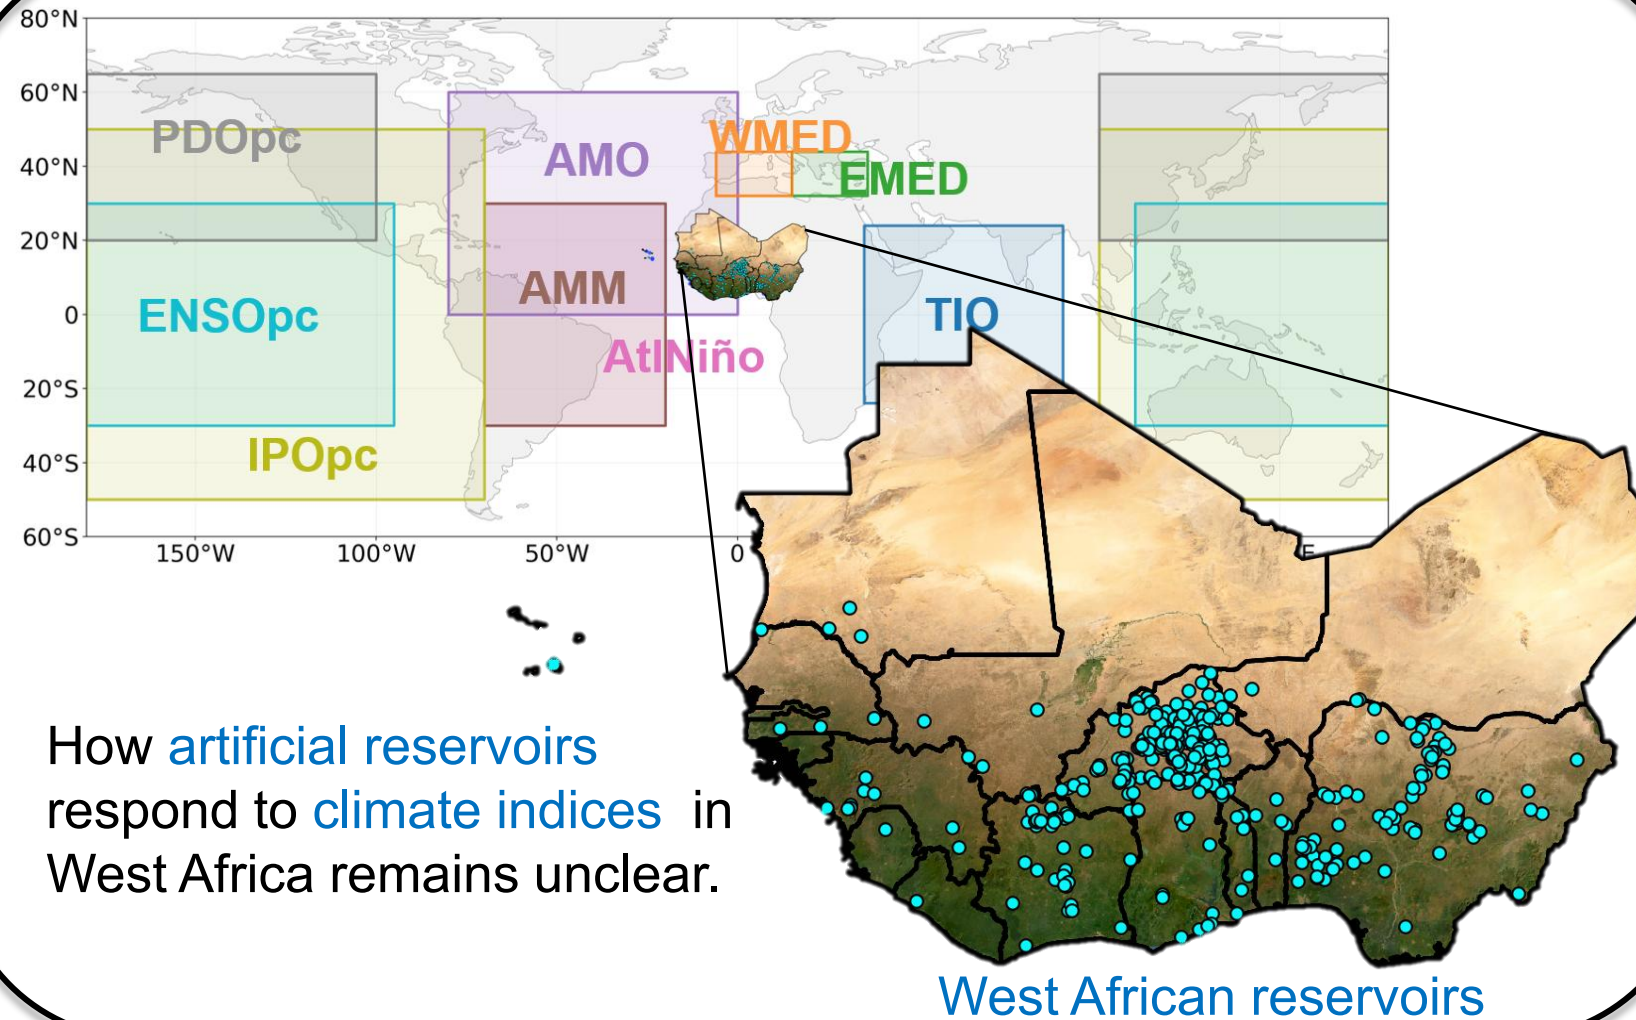 80°N
60°N
40°N
20°N
0
20°S
40°S
60°S
150°W
100°W
50°W
0
E
PDOpc
AMO
WMED
EMED
ENSOpc
AMM
TIO
AtlNiño
IPOpc
How artificial reservoirs
respond to climate indices in
West Africa remains unclear.
West African reservoirs